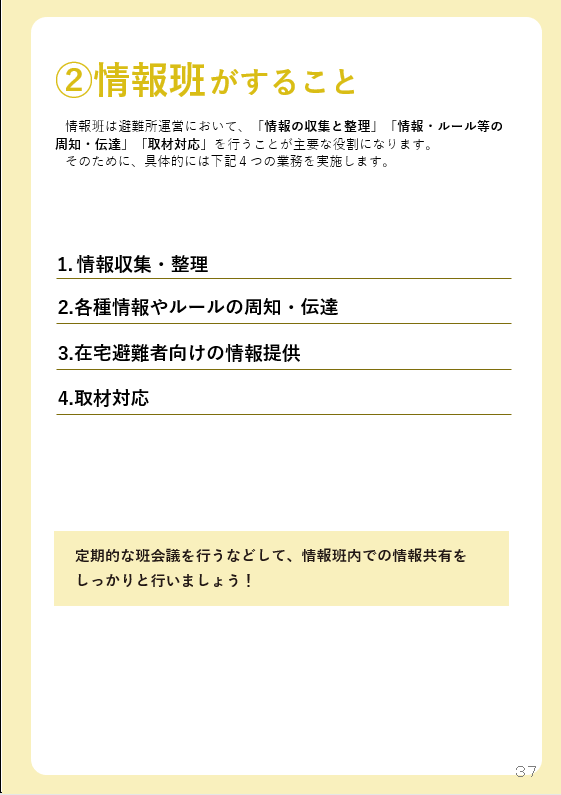 ②情報班がすること
情報班は避難所運営において、「情報の収集と整理」「情報・ルール等の
周知・伝達」「取材対応」を行うことが主要な役割になります。
そのために、具体的には下記４つの業務を実施します。
1. 情報収集・整理
2.各種情報やルールの周知・伝達
3.在宅避難者向けの情報提供
4.取材対応
定期的な班会議を行うなどして、情報班内での情報共有を
しっかりと行いましょう！
37